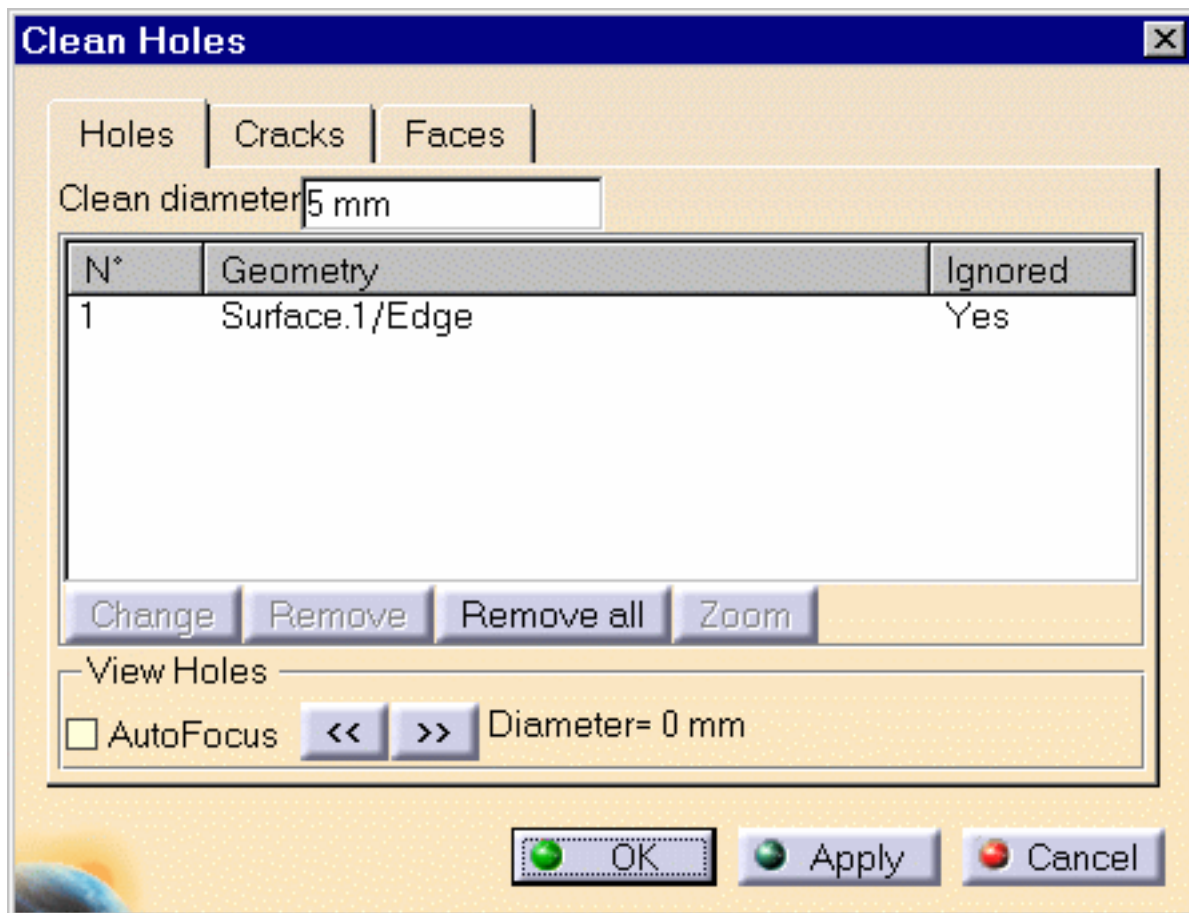 Clean Holes
Holes Cracks Faces
Clean diameter 5 mm
N° Geometry Ignored
1 Surface.1/Edge Yes
Change Remove Remove all Zoom
View Holes
AutoFocus << >> Diameter= 0 mm
OK Apply Cancel